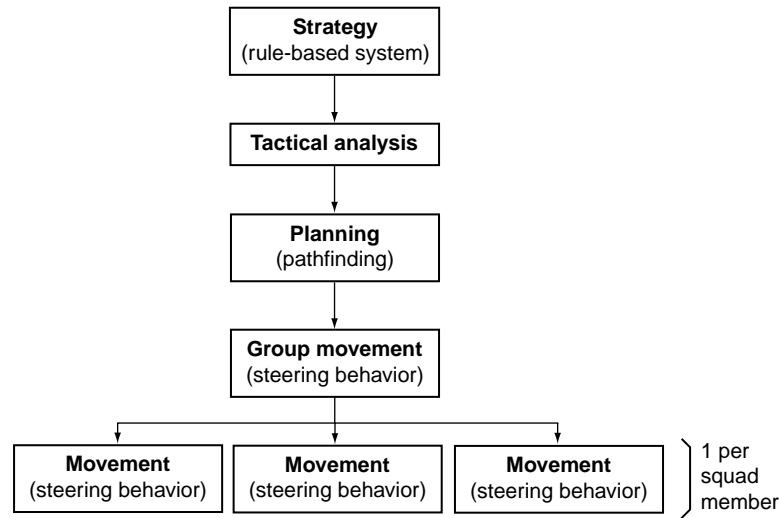 Strategy
(rule-based system)
Tactical analysis
Planning
(pathfinding)
Group movement
(steering behavior)
Movement
(steering behavior)
Movement
(steering behavior)
Movement
(steering behavior)
1 per
squad
member